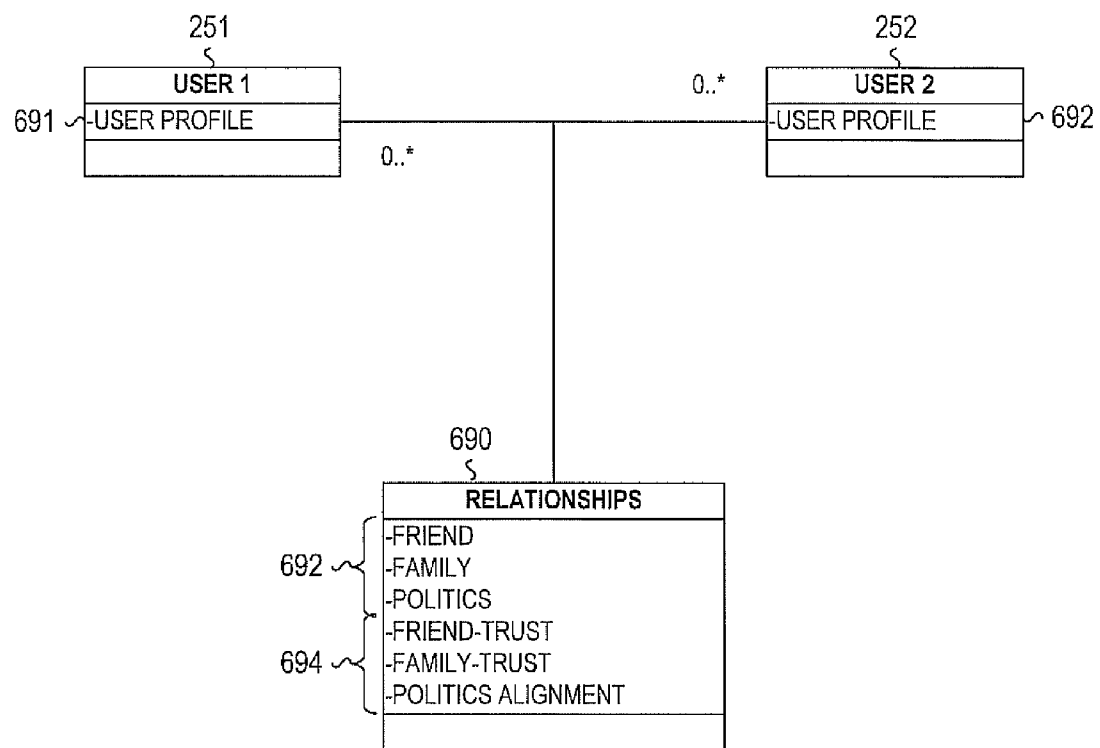 251
252
USER 1
0..*
USER 2
691
-USER PROFILE
-USER PROFILE
692
0..*
690
RELATIONSHIPS
-FRIEND
692
-FAMILY
-POLITICS
-FRIEND-TRUST
694
-FAMILY-TRUST
-POLITICS ALIGNMENT